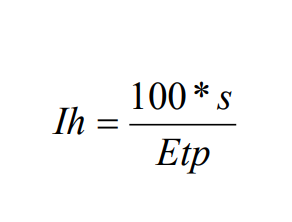 Ih = 100 * s / Etp